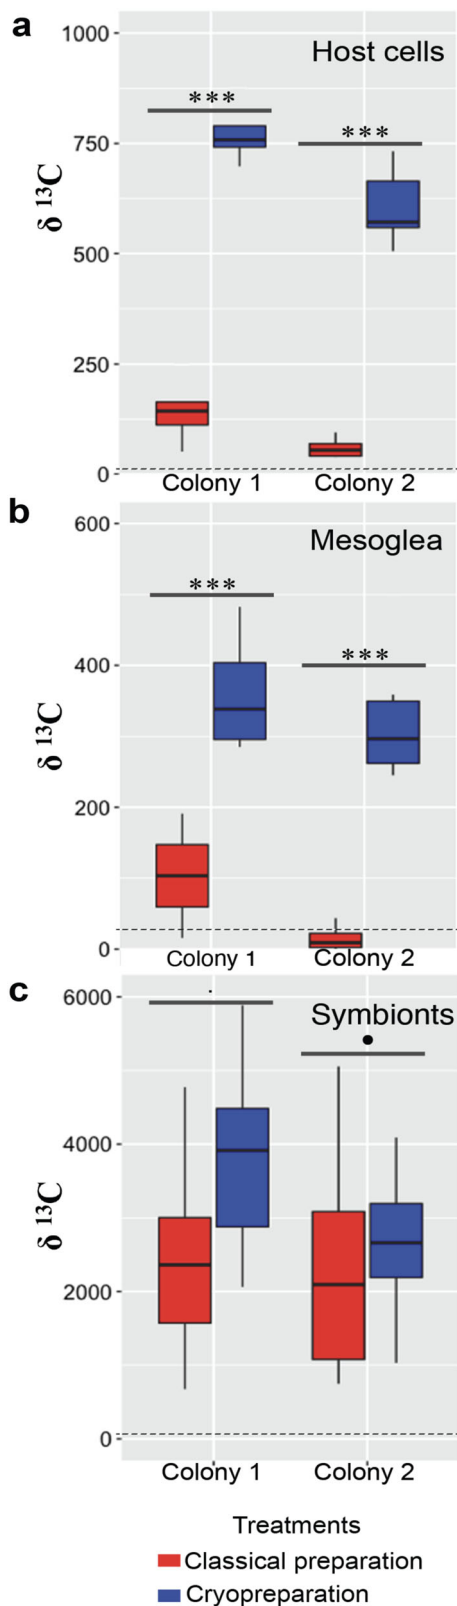 a
1000
Host cells
***
***
750
δ ¹³C
500
250
0
Colony 1
Colony 2
b
600
Mesoglea
***
***
400
δ ¹³C
200
0
Colony 1
Colony 2
c
6000
.
Symbionts
•
4000
δ ¹³C
2000
0
Colony 1
Colony 2
Treatments
Classical preparation
Cryopreparation